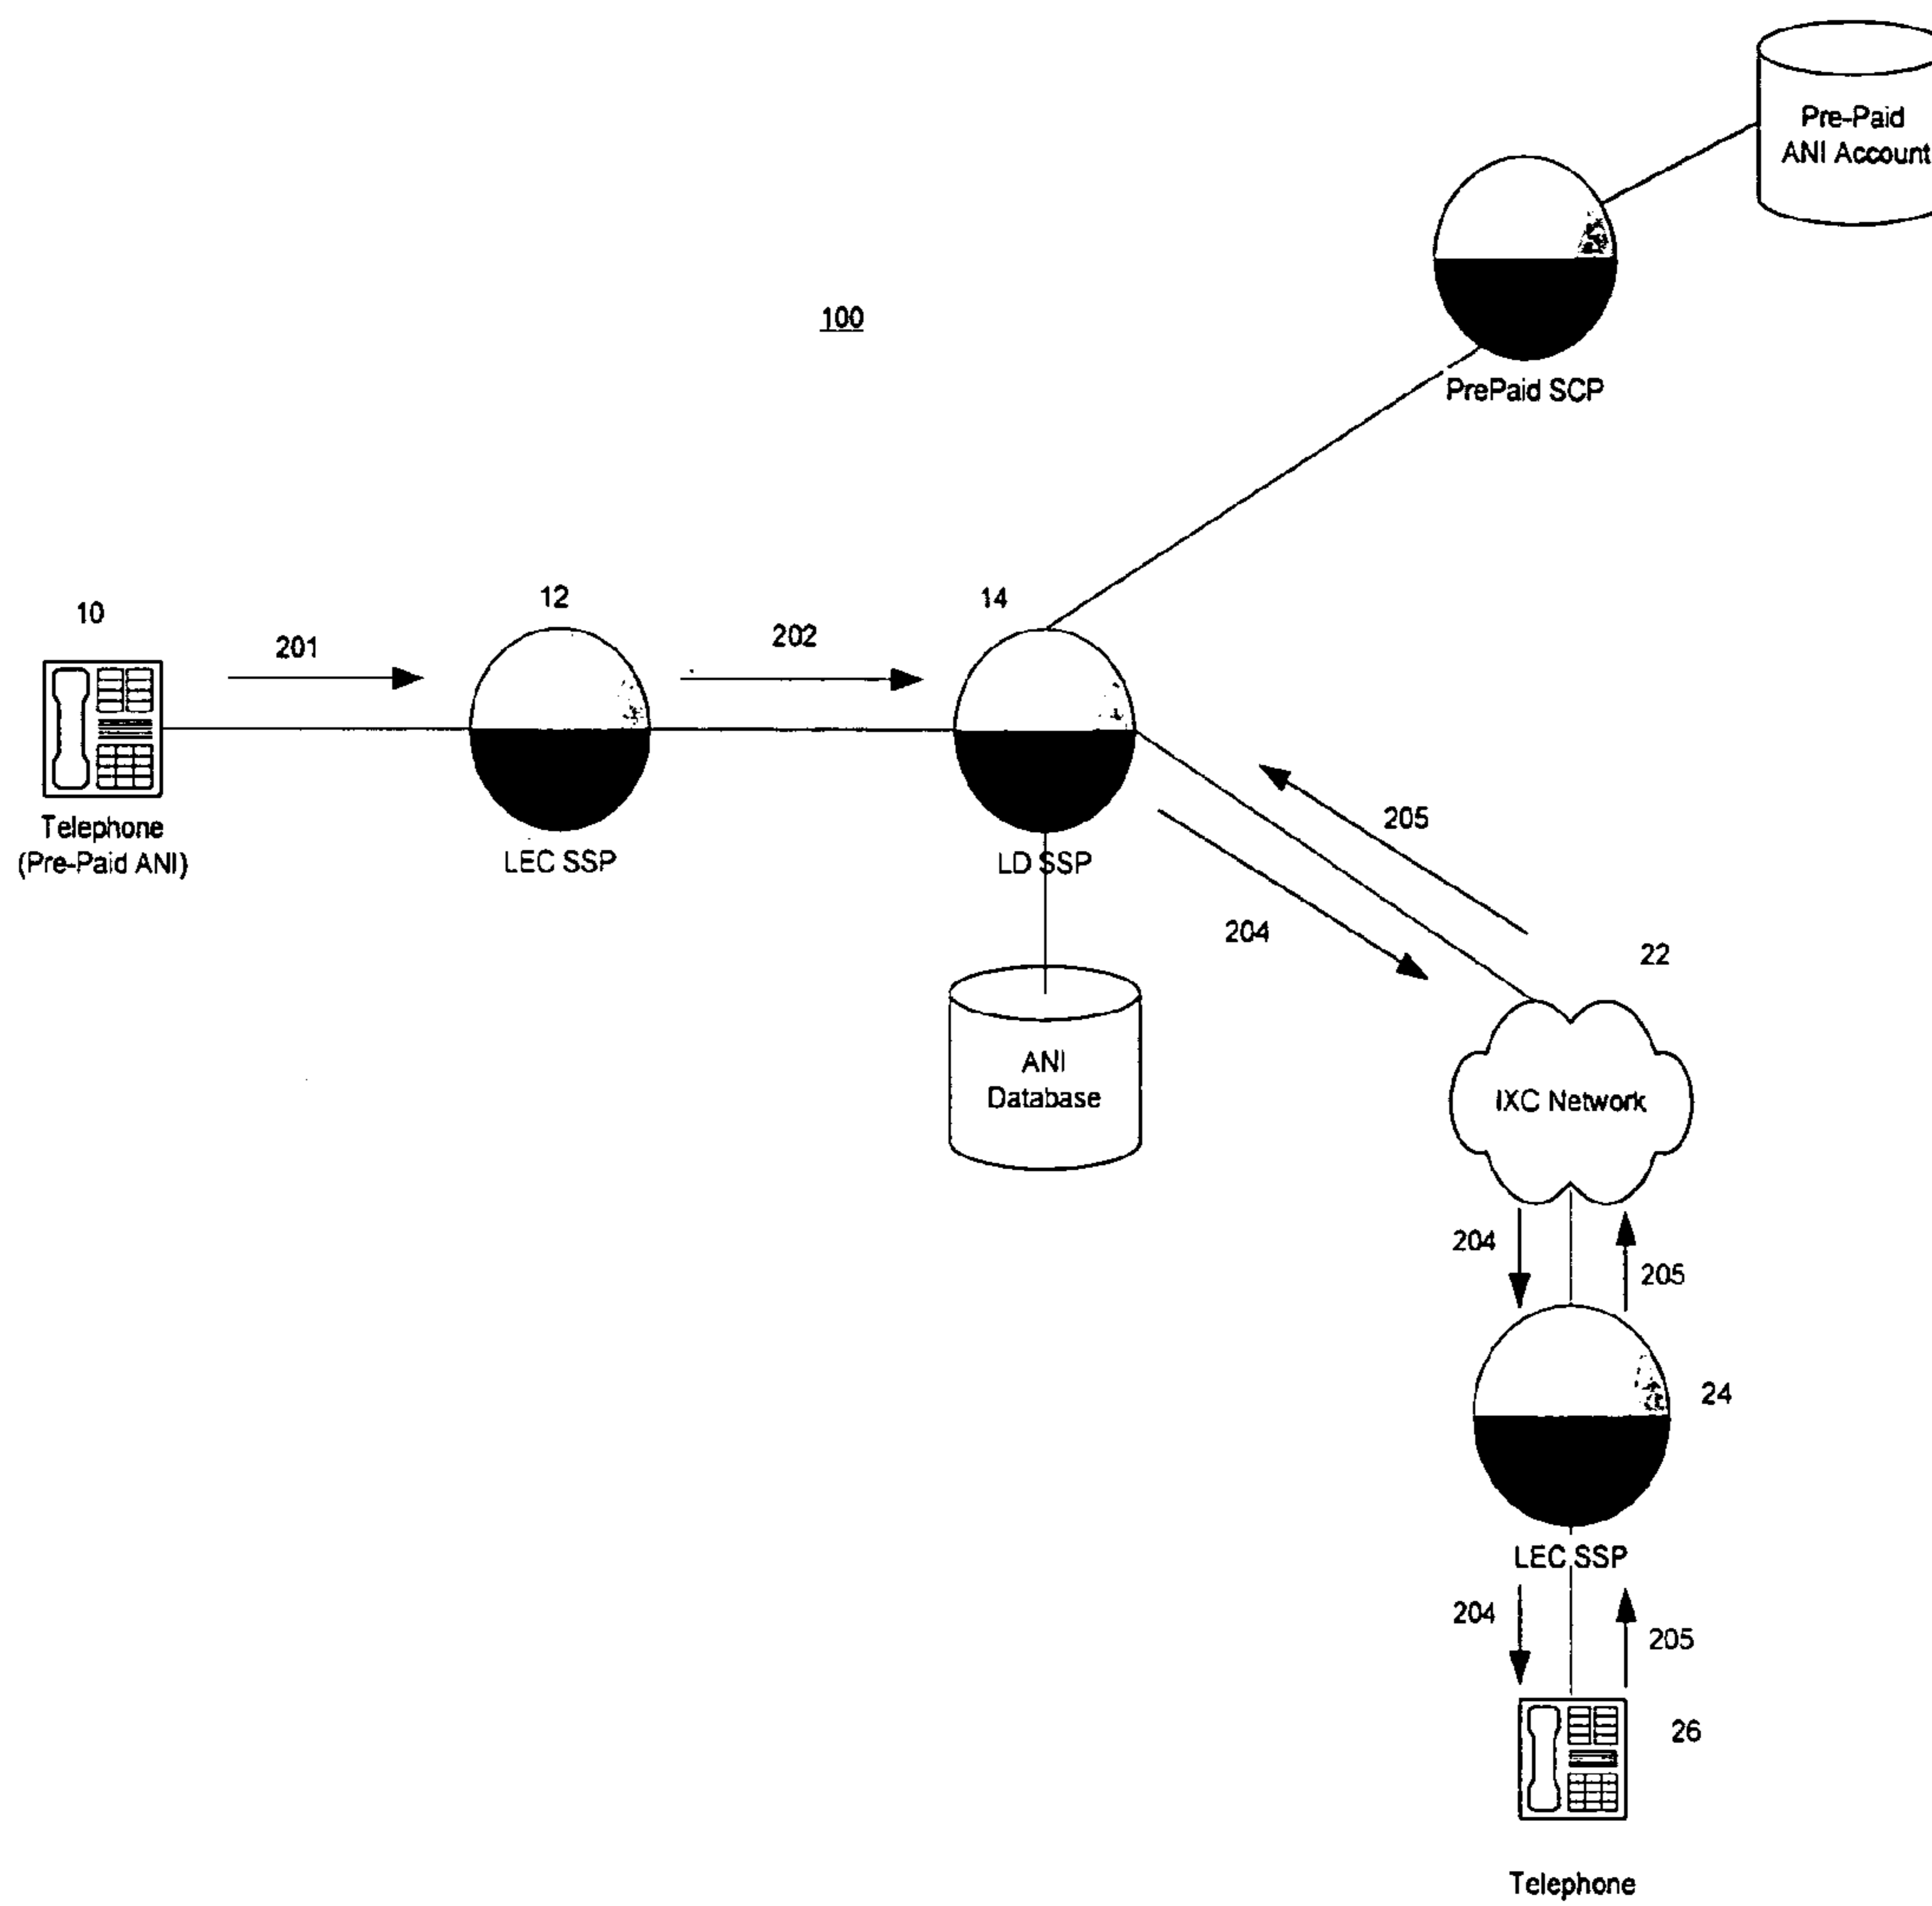 Pre-Paid
ANI Account
100
PrePaid SCP
10
201
12
202
14
Telephone
(Pre-Paid ANI)
LEC SSP
LD SSP
205
204
22
ANI
Database
IXC Network
204
205
24
LEC SSP
204
205
26
Telephone